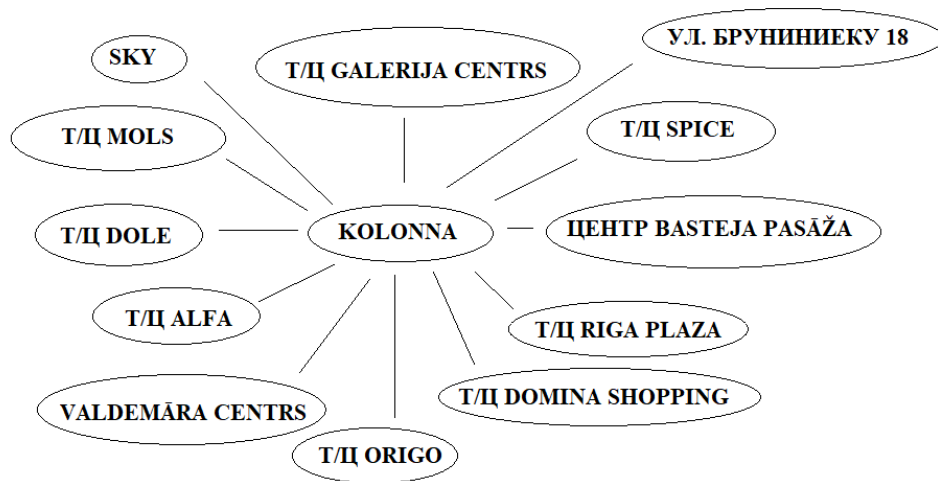 УЛ. БРУНИНИЕКУ 18
SKY
Т/Ц GALERIJA CENTRS
Т/Ц MOLS
Т/Ц SPICE
Т/Ц DOLE
KOLONNA
ЦЕНТР BASTEJA PASĀŽA
Т/Ц ALFA
Т/Ц RIGA PLAZA
VALDEMĀRA CENTRS
Т/Ц DOMINA SHOPPING
Т/Ц ORIGO